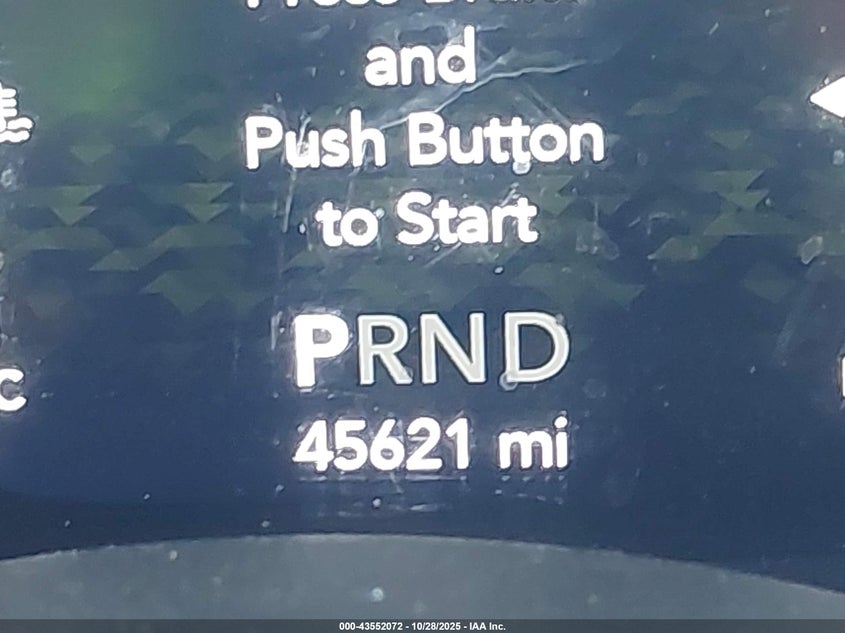 and
Push Button
to Start
PRND
C
45621 mi
000-43552072 - 10/28/2025 - IAA Inc.